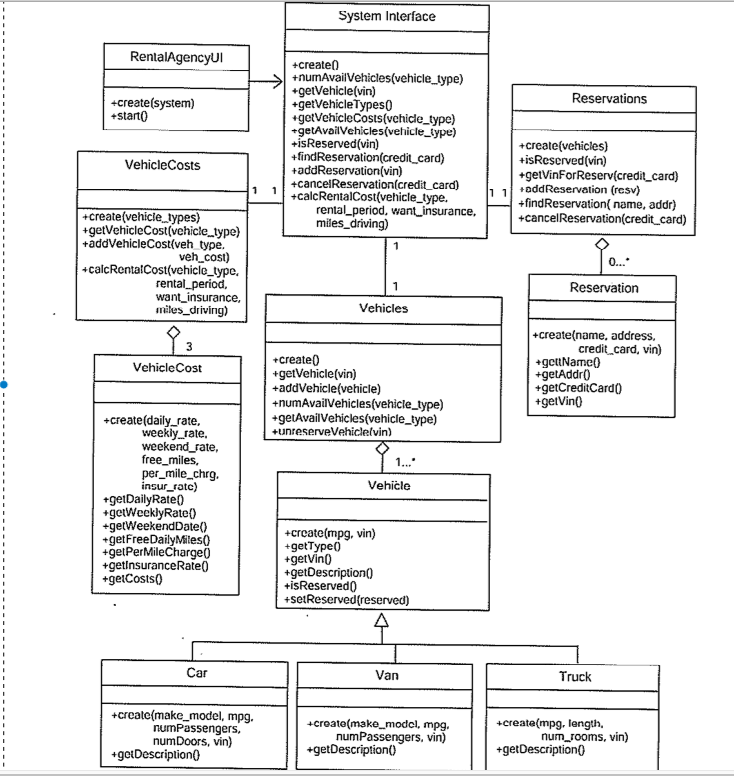 System Interface
+create()
+numAvailVehicles(vehicle_type)
+getVehicle(vin)
+getVehicleTypes()
+getVehicleCosts(vehicle_type)
+getAvailVehicles(vehicle_type)
+isReserved(vin)
+findReservation(credit_card)
+addReservation(vin)
+cancelReservation(credit_card)
+calcRentalCost(vehicle_type,
rental_period, want_insurance,
miles_driving)
RentalAgencyUI
+create(system)
+start()
Reservations
+create(vehicles)
+isReserved(vin)
+getVinForReserv(credit_card)
+addReservation (resv)
+findReservation( name, addr)
+cancelReservation(credit_card)
VehicleCosts
+create(vehicle_types)
+getVehicleCost(vehicle_type)
+addVehicleCost(veh_type,
veh_cost)
+calcRentalCost(vehicle_type,
rental_period,
want_insurance,
miles_driving)
1 1
1 1
1
1
0...*
3
Reservation
+create(name, address,
credit_card, vin)
+gettName()
+getAddr()
+getCreditCard()
+getVin()
Vehicles
+create()
+getVehicle(vin)
+addVehicle(vehicle)
+numAvailVehicles(vehicle_type)
+getAvailVehicles(vehicle_type)
+unreserveVehicle(vin)
1...*
VehicleCost
+create(daily_rate,
weekly_rate,
weekend_rate,
free_miles,
per_mile_chrg,
insur_rate)
+getDailyRate()
+getWeeklyRate()
+getWeekendDate()
+getFreeDailyMiles()
+getPerMileCharge()
+getInsuranceRate()
+getCosts()
Vehicle
+create(mpg, vin)
+getType()
+getVin()
+getDescription()
+isReserved()
+setReserved(reserved)
Car
+create(make_model, mpg,
numPassengers,
numDoors, vin)
+getDescription()
Van
+create(make_model, mpg,
numPassengers, vin)
+getDescription()
Truck
+create(mpg, length,
num_rooms, vin)
+getDescription()